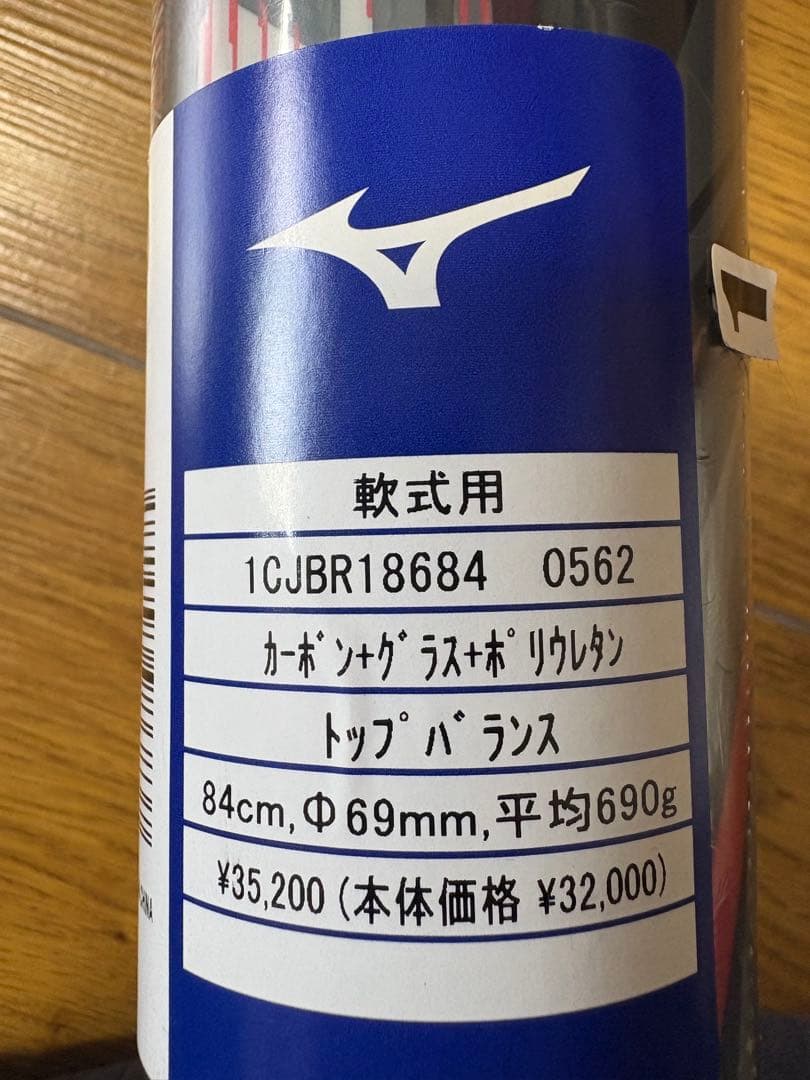 軟式用
1CJBR18684 0562
ｶｰﾎﾞﾝ+ｸﾞﾗｽ+ﾎﾟﾘｳﾚﾀﾝ
ﾄｯﾌﾟﾊﾞﾗﾝｽ
84cm,Φ69mm,平均690g
¥35,200(本体価格 ¥32,000)